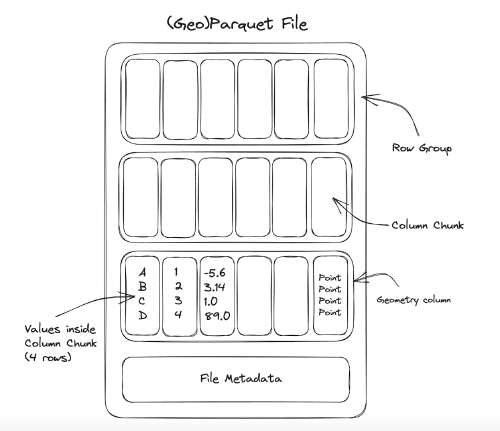 (Geo)Parquet File
Row Group
Column Chunk
A 1 -5.6 Point
B 2 3.14 Point
C 3 1.0 Point
D 4 89.0 Point
Geometry column
Values inside
Column Chunk
(4 rows)
File Metadata